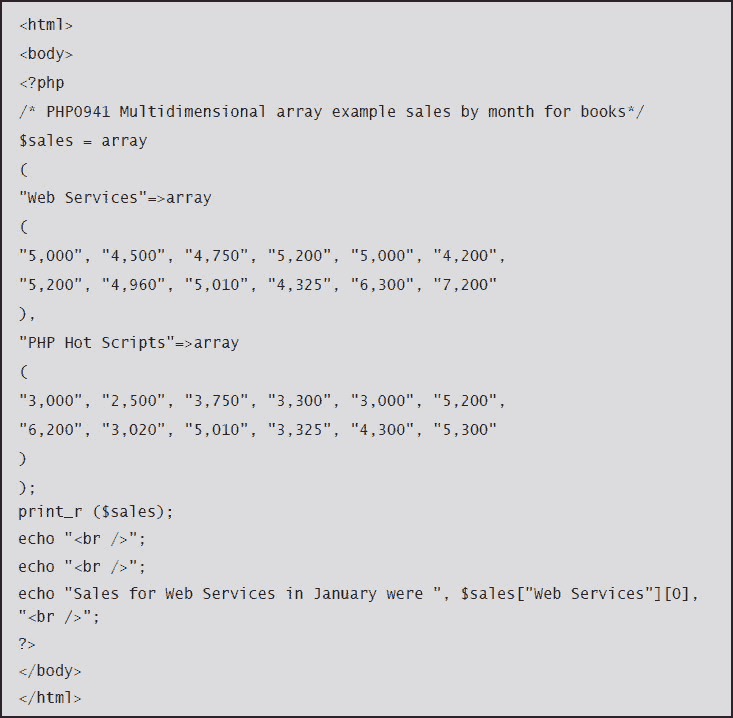 <html>
<body>
<?php
/* PHP0941 Multidimensional array example sales by month for books*/
$sales = array
(
"Web Services"=>array
(
"5,000", "4,500", "4,750", "5,200", "5,000", "4,200",
"5,200", "4,960", "5,010", "4,325", "6,300", "7,200"
),
"PHP Hot Scripts"=>array
(
"3,000", "2,500", "3,750", "3,300", "3,000", "5,200",
"6,200", "3,020", "5,010", "3,325", "4,300", "5,300"
)
);
print_r ($sales);
echo "<br />";
echo "<br />";
echo "Sales for Web Services in January were ", $sales["Web Services"][0],
"<br />";
?>
</body>
</html>